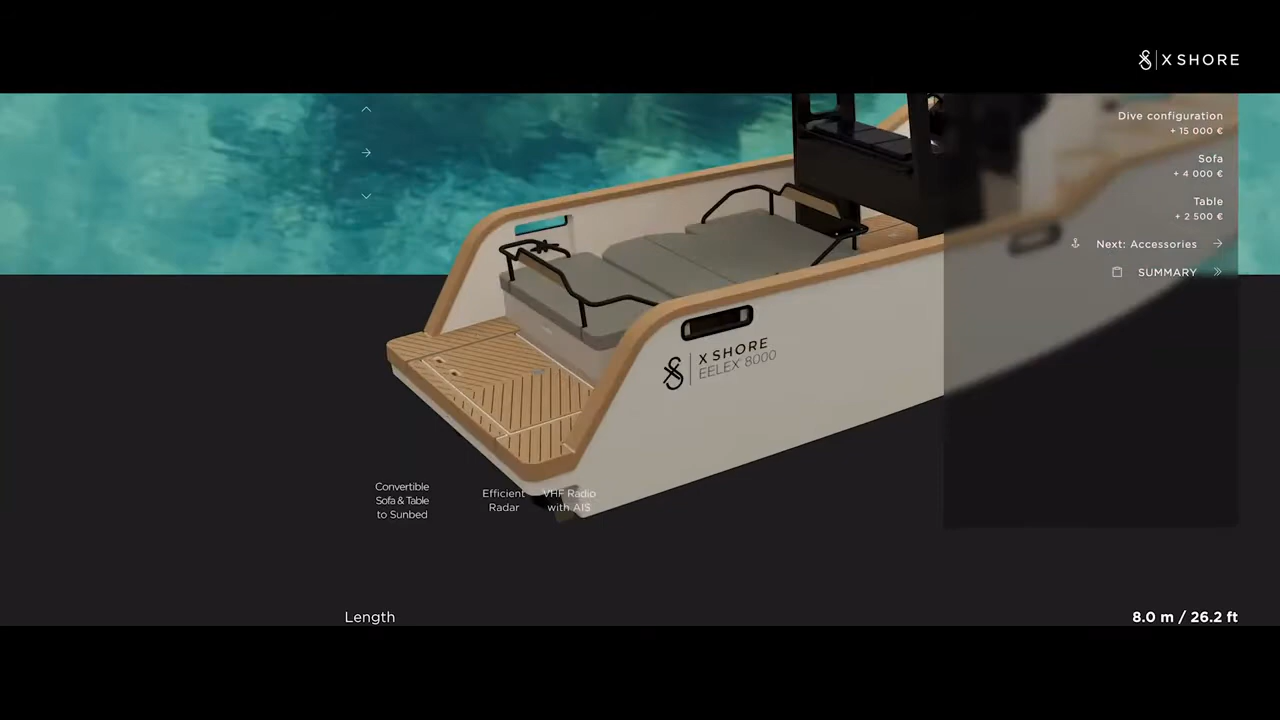 X SHORE
Dive configuration
+ 15 000 €
Sofa
+ 4 000 €
Table
+ 2 500 €
Next: Accessories
SUMMARY
X SHORE
EELEX 8000
Convertible
Sofa & Table
to Sunbed
Efficient
Radar
VHF Radio
with AIS
Length
8.0 m / 26.2 ft